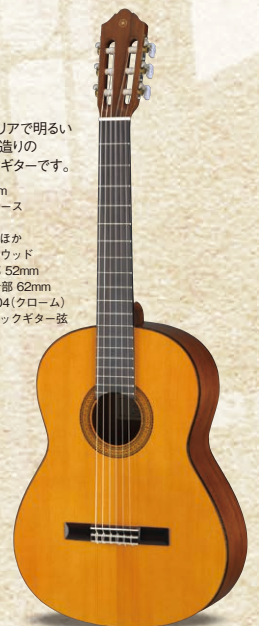 リアで明るい
造りの
ギターです。
m
ース
ほか
ウッド
52mm
部 62mm
04(クローム)
ックギター弦